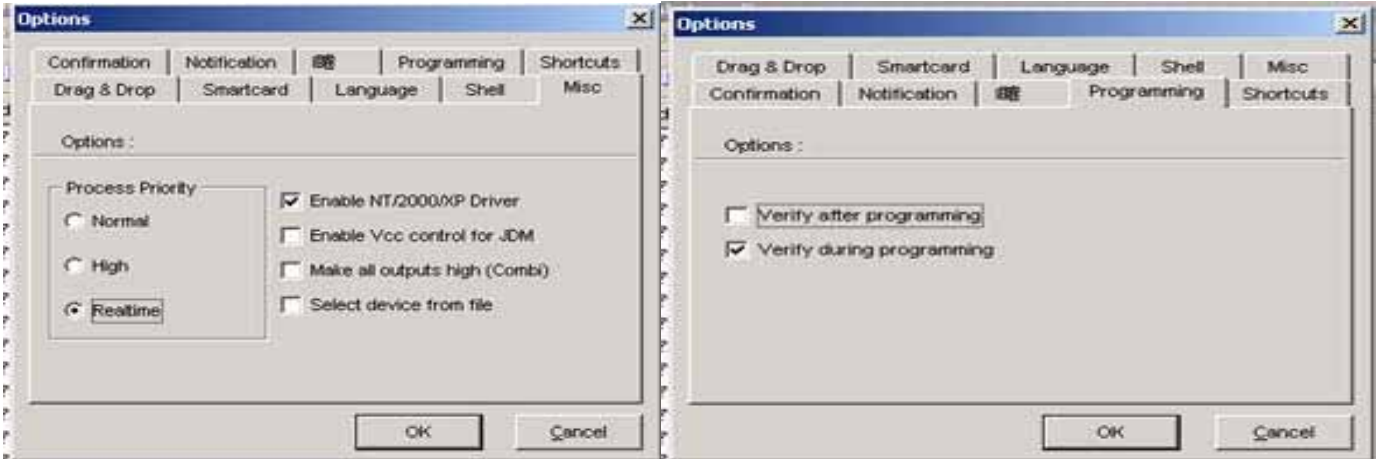 Options
Confirmation Notification Programming Shortcuts
Drag & Drop Smartcard Language Shell Misc
Options :
Process Priority
Normal
High
Realtime
Enable NT/2000/XP Driver
Enable Vcc control for JDM
Make all outputs high (Combi)
Select device from file
OK Cancel
Options
Drag & Drop Smartcard Language Shell Misc
Confirmation Notification Programming Shortcuts
Options :
Verify after programming
Verify during programming
OK Cancel